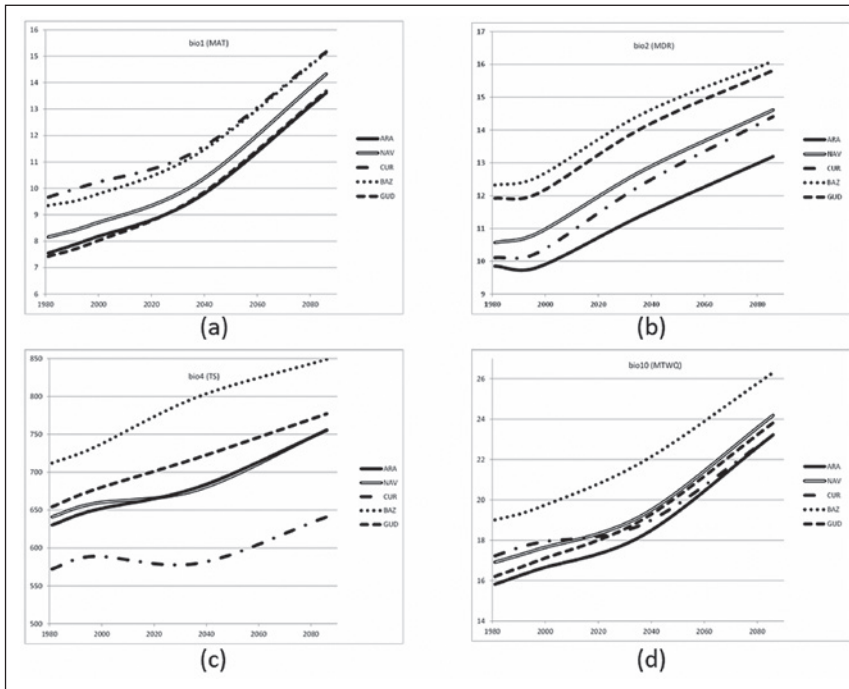 bio1 (MAT)
16
15
14
13
12
11
10
9
8
7
6
1980
2000
2020
2040
2060
2080
ARA
NAV
CUR
BAZ
GUD
(a)
bio2 (MDR)
17
16
15
14
13
12
11
10
9
1980
2000
2020
2040
2060
2080
ARA
NAV
CUR
BAZ
GUD
(b)
bio4 (TS)
850
800
750
700
650
600
550
500
1980
2000
2020
2040
2060
2080
ARA
NAV
CUR
BAZ
GUD
(c)
bio10 (MTWQ)
26
24
22
20
18
16
14
1980
2000
2020
2040
2060
2080
ARA
NAV
CUR
BAZ
GUD
(d)